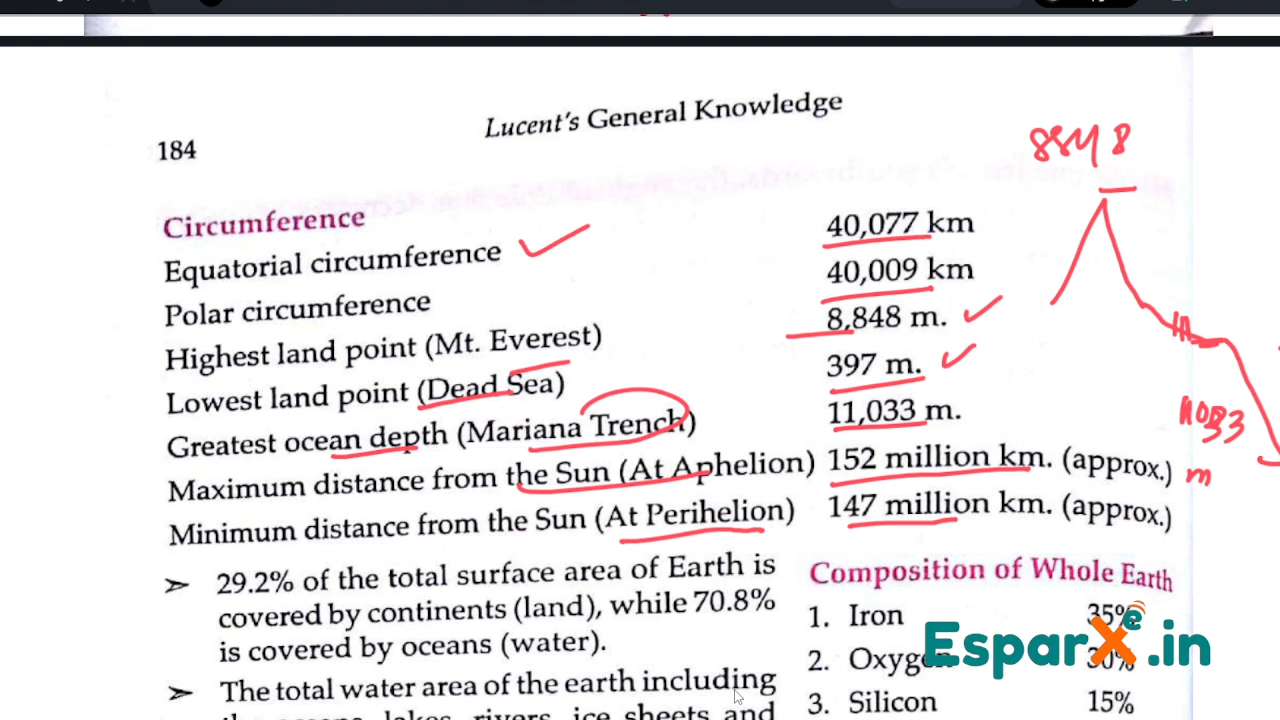 184
Lucent's General Knowledge
8848
Circumference
Equatorial circumference 40,077 km
Polar circumference 40,009 km
Highest land point (Mt. Everest) 8,848 m.
Lowest land point (Dead Sea) 397 m.
Greatest ocean depth (Mariana Trench) 11,033 m.
11033
m
Maximum distance from the Sun (At Aphelion) 152 million km. (approx.)
Minimum distance from the Sun (At Perihelion) 147 million km. (approx.)
➢ 29.2% of the total surface area of Earth is
covered by continents (land), while 70.8%
is covered by oceans (water).
➢ The total water area of the earth including
Composition of Whole Earth
1. Iron 35%
2. Oxygen 30%
3. Silicon 15%
EsparXe.in